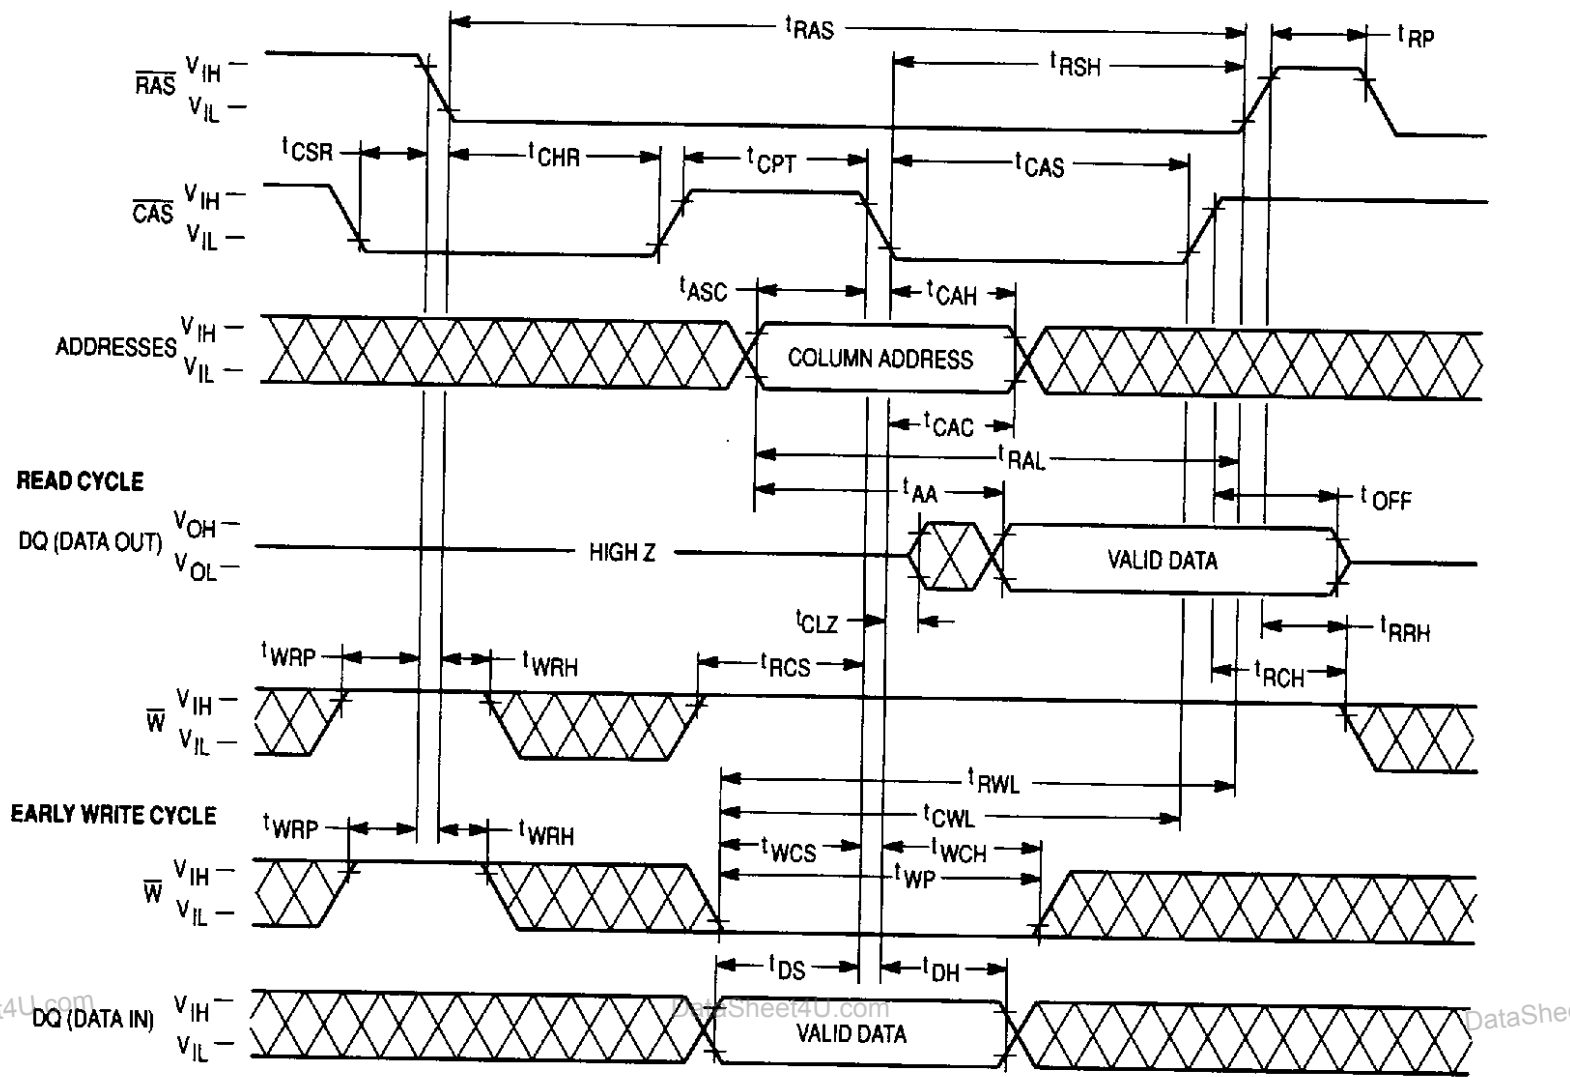 tRAS
tRP
tRSH
RAS
VIH
VIL
tCSR
tCHR
tCPT
tCAS
CAS
VIH
VIL
tASC
tCAH
ADDRESSES
VIH
VIL
COLUMN ADDRESS
tCAC
tRAL
READ CYCLE
tAA
tOFF
DQ (DATA OUT)
VOH
VOL
HIGH Z
VALID DATA
tCLZ
tRRH
tWRP
tWRH
tRCS
tRCH
W
VIH
VIL
tRWL
EARLY WRITE CYCLE
tCWL
tWRP
tWRH
tWCS
tWCH
tWP
W
VIH
VIL
tDS
tDH
DQ (DATA IN)
VIH
VIL
VALID DATA
et4U.com
DataSheet4U.com
DataShe